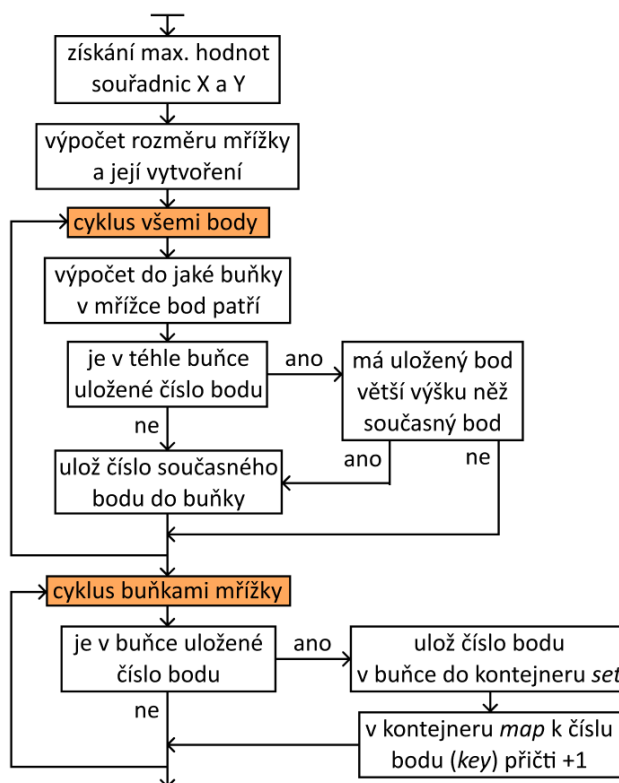 získání max. hodnot
souřadnic X a Y
výpočet rozměru mřížky
a její vytvoření
cyklus všemi body
výpočet do jaké buňky
v mřížce bod patří
je v téhle buňce
uložené číslo bodu
ano
má uložený bod
větší výšku něž
současný bod
ne
ano
ne
ulož číslo současného
bodu do buňky
cyklus buňkami mřížky
je v buňce uložené
číslo bodu
ano
ulož číslo bodu
v buňce do kontejneru set
ne
v kontejneru map k číslu
bodu (key) přičti +1